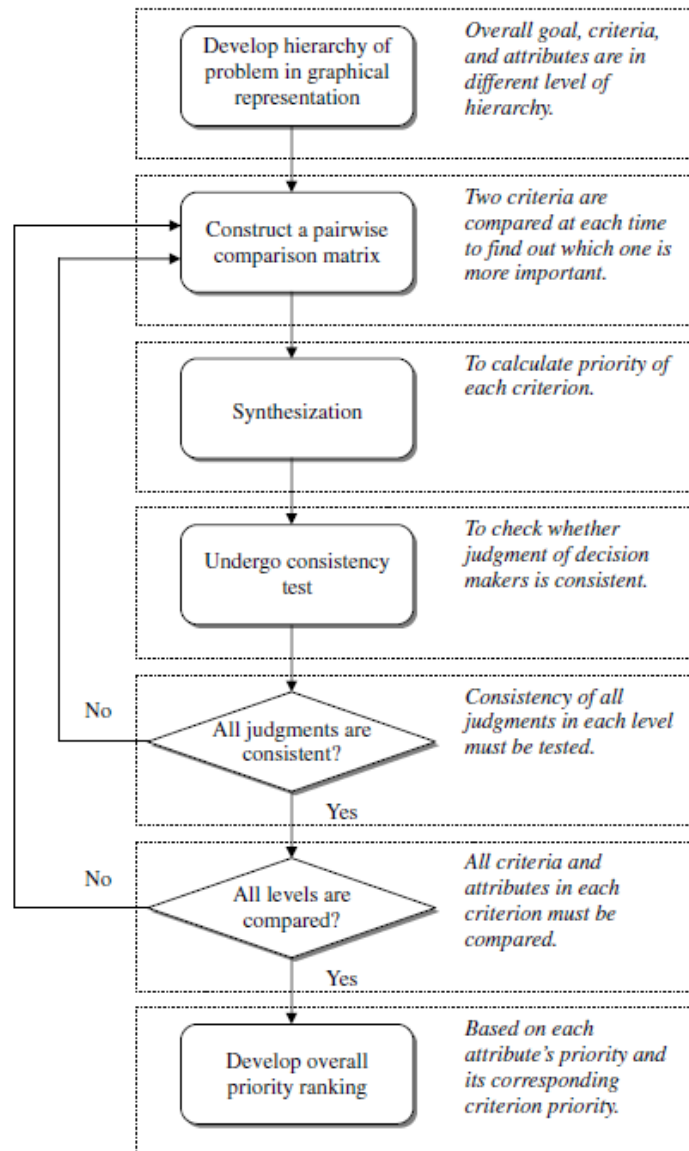 Develop hierarchy of
problem in graphical
representation
Overall goal, criteria,
and attributes are in
different level of
hierarchy.
Construct a pairwise
comparison matrix
Two criteria are
compared at each time
to find out which one is
more important.
Synthesization
To calculate priority of
each criterion.
Undergo consistency
test
To check whether
judgment of decision
makers is consistent.
No
All judgments are
consistent?
Consistency of all
judgments in each level
must be tested.
Yes
No
All levels are
compared?
All criteria and
attributes in each
criterion must be
compared.
Yes
Develop overall
priority ranking
Based on each
attribute's priority and
its corresponding
criterion priority.